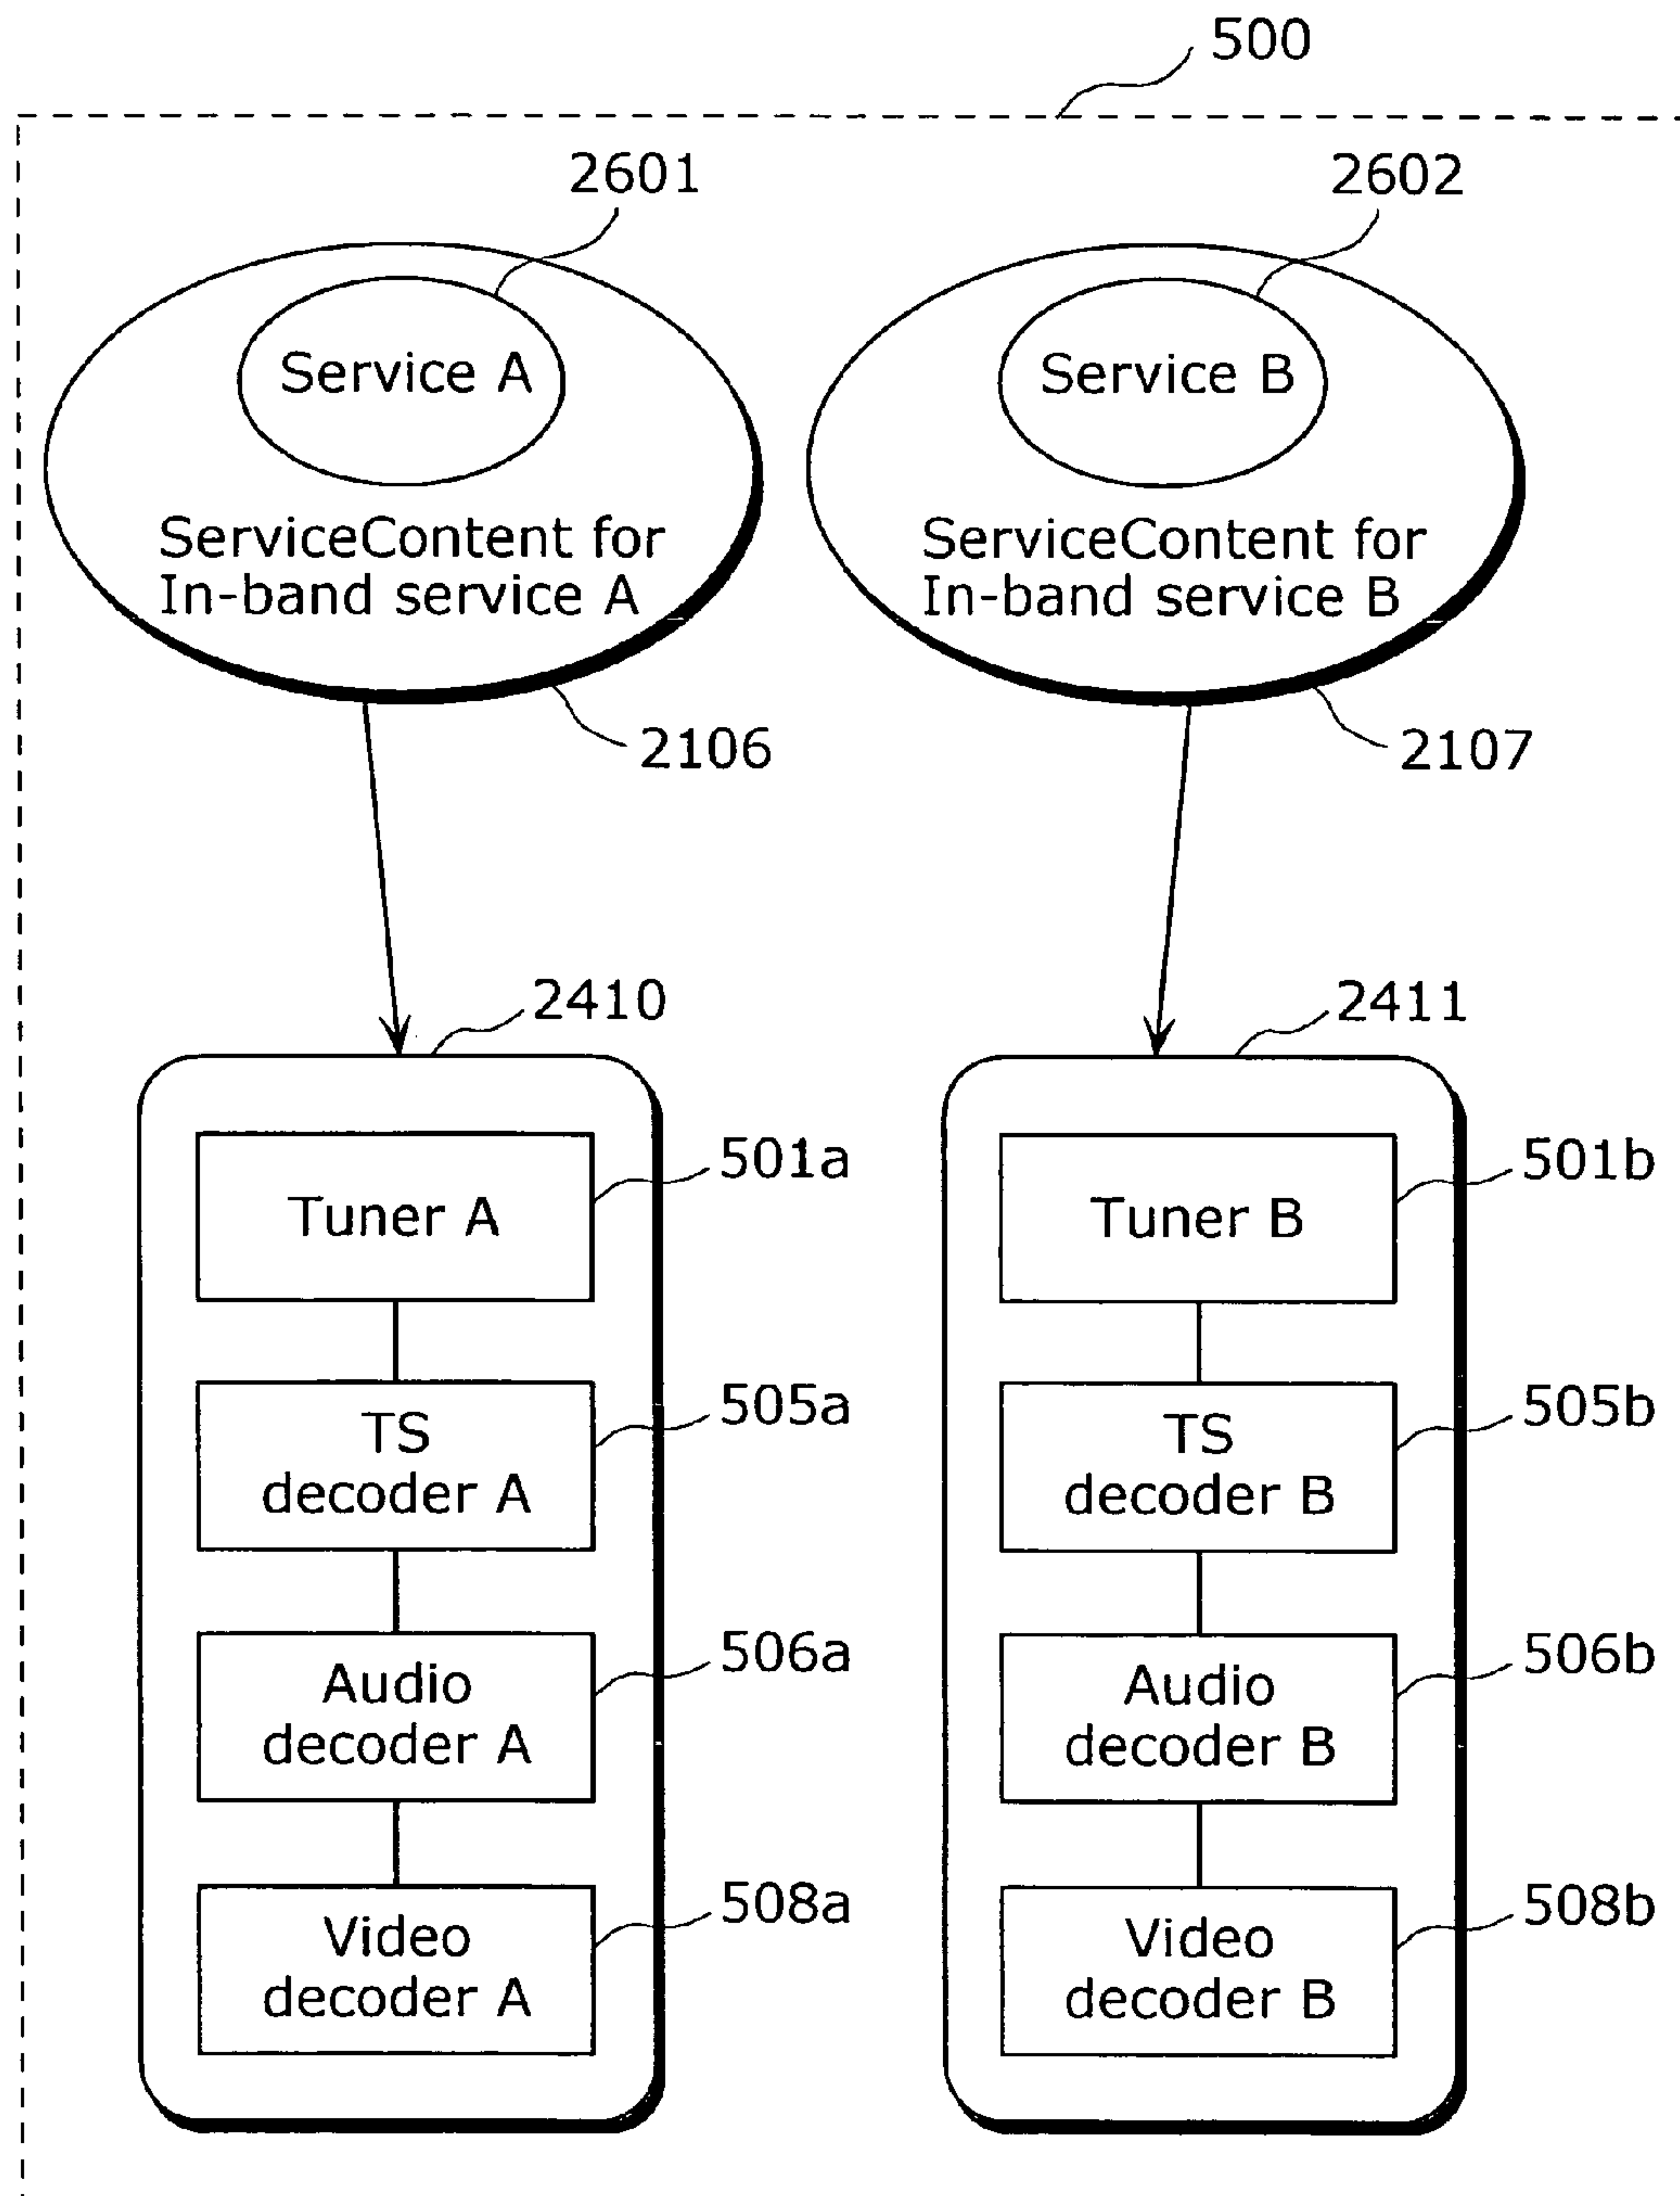 500
2601
2602
Service A
Service B
ServiceContent for
In-band service A
ServiceContent for
In-band service B
2106
2107
2410
2411
Tuner A
501a
Tuner B
501b
TS
decoder A
505a
TS
decoder B
505b
Audio
decoder A
506a
Audio
decoder B
506b
Video
decoder A
508a
Video
decoder B
508b